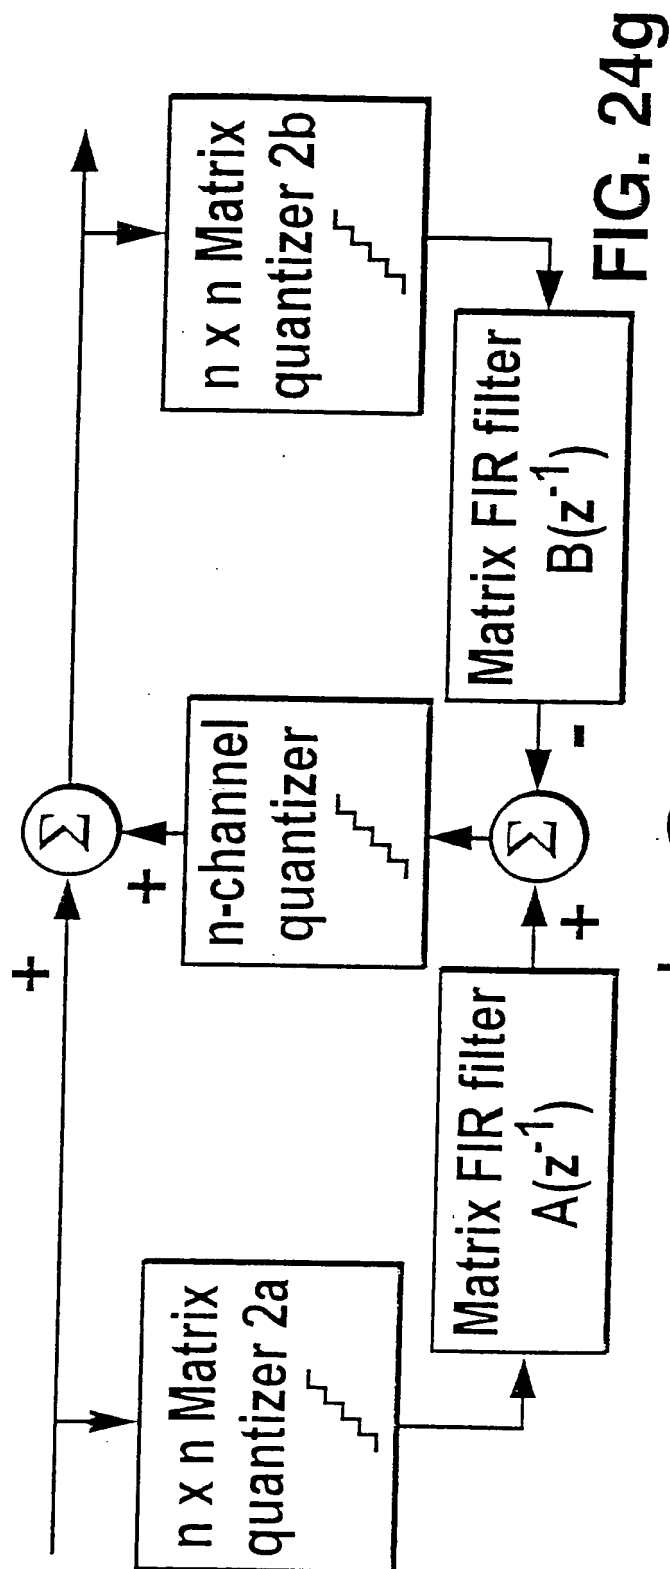 +
Σ
+
n x n Matrix
quantizer 2a
n-channel
quantizer
n x n Matrix
quantizer 2b
Matrix FIR filter
A(z⁻¹)
+
Σ
-
Matrix FIR filter
B(z⁻¹)
FIG. 24g